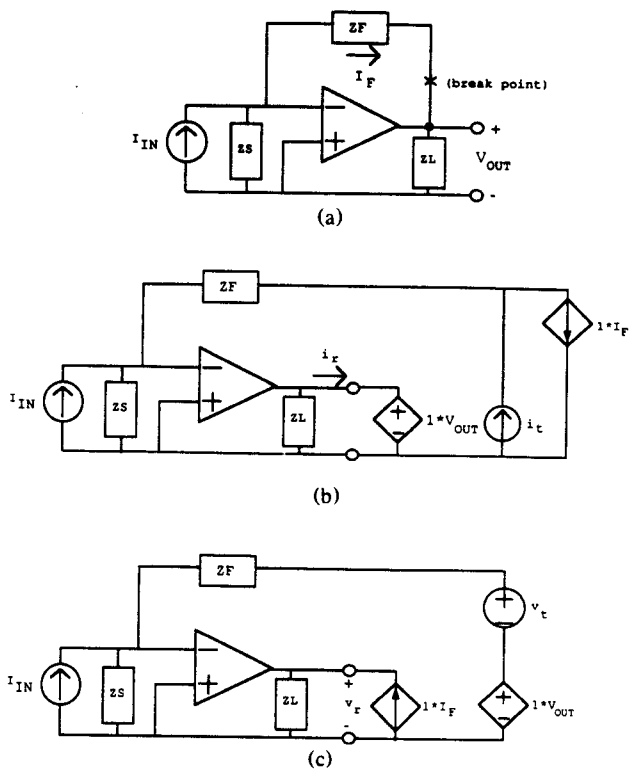 ZF
I_F
(break point)
I_IN
ZS
−
+
ZL
+
V_OUT
-
(a)
ZF
I_IN
ZS
−
+
i_r
ZL
+
−
1*V_OUT
i_t
1*I_F
(b)
ZF
I_IN
ZS
−
+
ZL
+
v_r
-
1*I_F
+
−
v_t
+
−
1*V_OUT
(c)